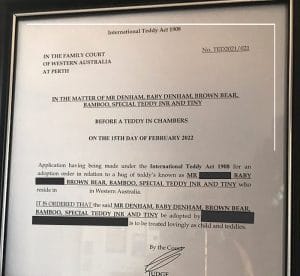 International Teddy Act 1908
No. TED2021/021
IN THE FAMILY COURT
OF WESTERN AUSTRALIA
AT PERTH
IN THE MATTER OF MR DENHAM, BABY DENHAM, BROWN BEAR,
BAMBOO, SPECIAL TEDDY JNR AND TINY
BEFORE A TEDDY IN CHAMBERS
ON THE 15TH DAY OF FEBRUARY 2022
Application having being made under the International Teddy Act 1908 for an
adoption order in relation to a hug of teddy's known as MR BABY
BROWN BEAR, BAMBOO, SPECIAL TEDDY JNR AND TINY who
reside in in Western Australia.
IT IS ORDERED that the said MR DENHAM, BABY DENHAM, BROWN BEAR,
BAMBOO, SPECIAL TEDDY JNR AND TINY be adopted by
is to be treated lovingly as child and teddies.
By the Court
JUDGE